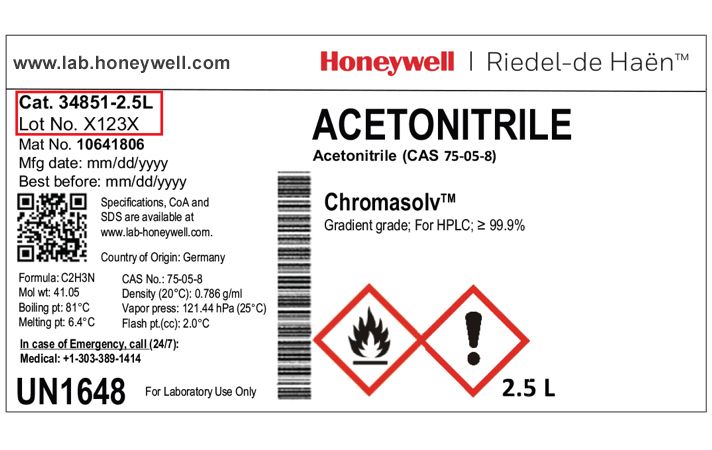 www.lab.honeywell.com
Honeywell | Riedel-de Haën™
Cat. 34851-2.5L
Lot No. X123X
Mat No. 10641806
Mfg date: mm/dd/yyyy
Best before: mm/dd/yyyy
Specifications, CoA and
SDS are available at
www.lab-honeywell.com.
Country of Origin: Germany
Formula: C2H3N
Mol wt: 41.05
Boiling pt: 81°C
Melting pt: 6.4°C
CAS No.: 75-05-8
Density (20°C): 0.786 g/ml
Vapor press: 121.44 hPa (25°C)
Flash pt.(cc): 2.0°C
In case of Emergency, call (24/7):
Medical: +1-303-389-1414
UN1648
For Laboratory Use Only
ACETONITRILE
Acetonitrile (CAS 75-05-8)
Chromasolv™
Gradient grade; For HPLC; ≥ 99.9%
2.5 L